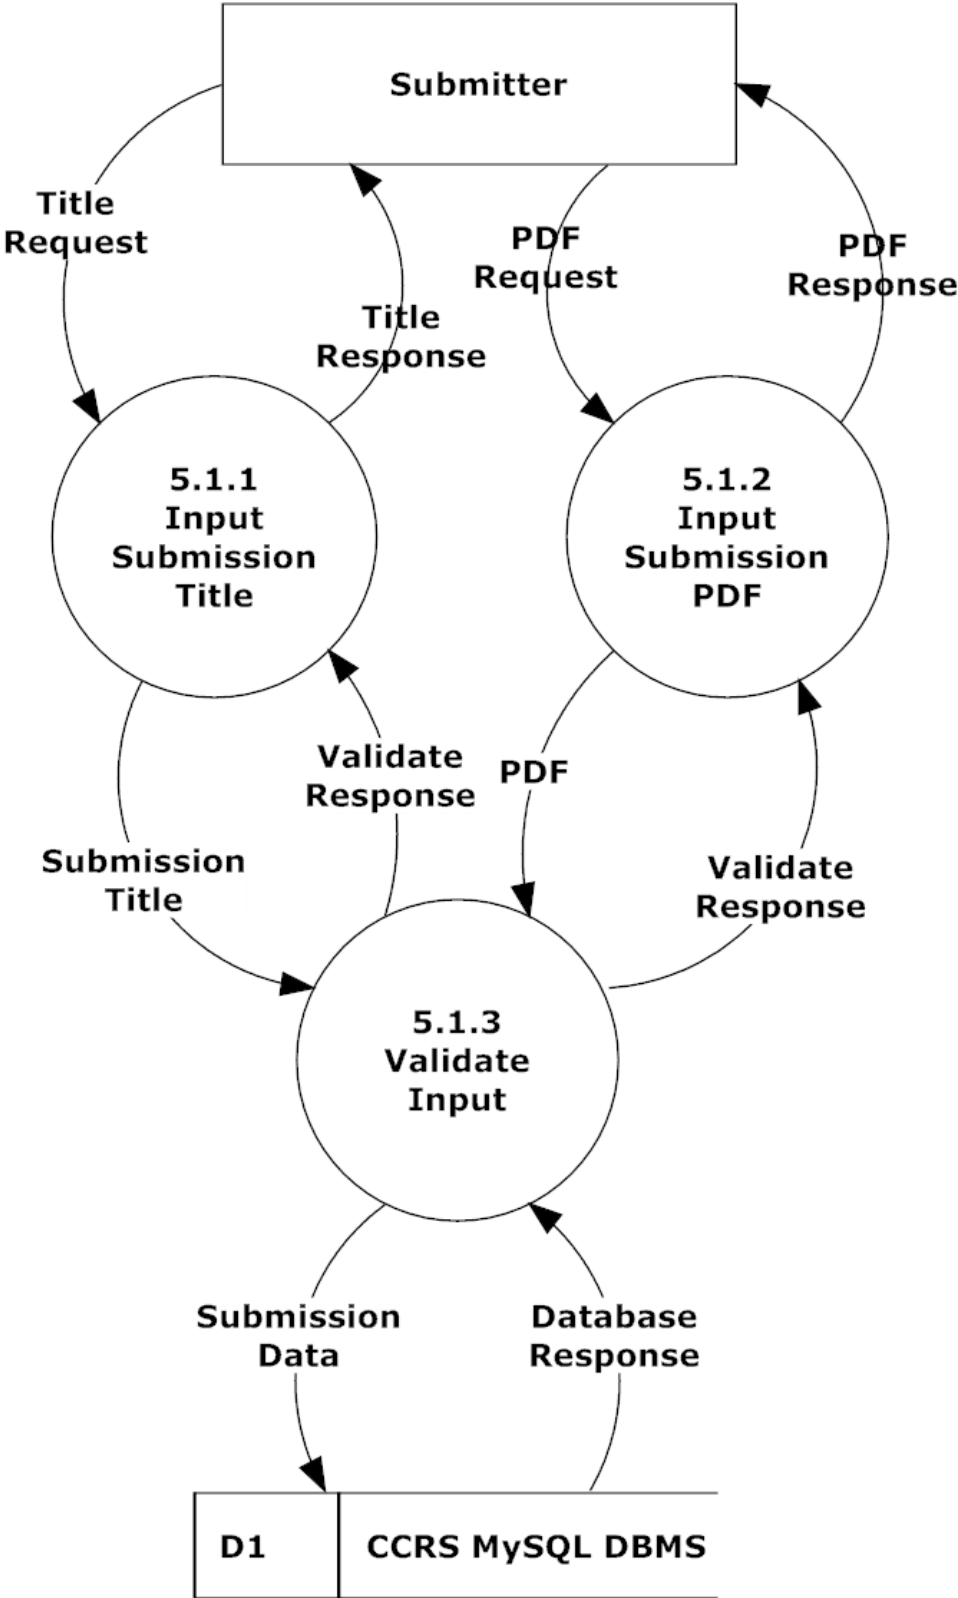 Submitter
Title
Request
PDF
Request
PDF
Response
Title
Response
5.1.1
Input
Submission
Title
5.1.2
Input
Submission
PDF
Validate
Response
PDF
Submission
Title
Validate
Response
5.1.3
Validate
Input
Submission
Data
Database
Response
D1
CCRS MySQL DBMS